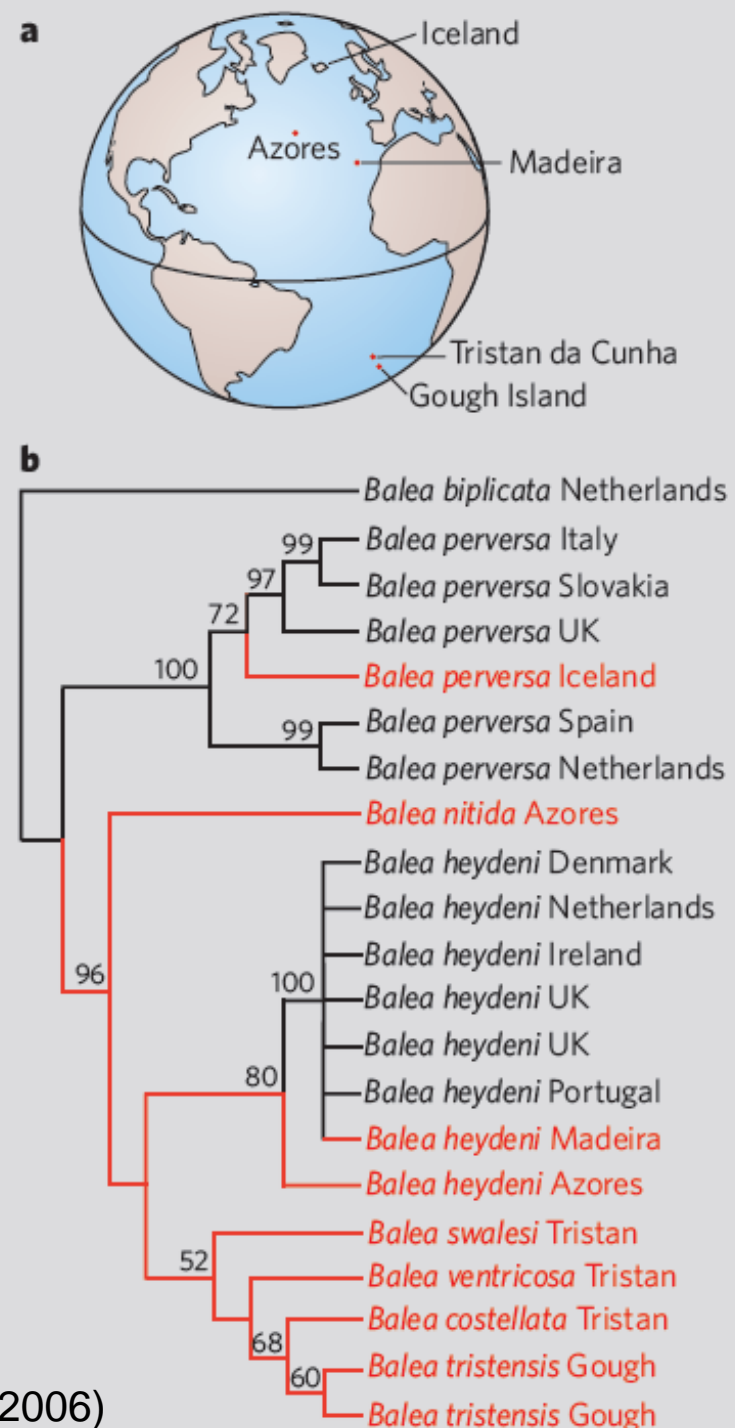 a
Iceland
Azores
Madeira
Tristan da Cunha
Gough Island
b
Balea biplicata Netherlands
99
Balea perversa Italy
97
Balea perversa Slovakia
72
Balea perversa UK
100
Balea perversa Iceland
99
Balea perversa Spain
Balea perversa Netherlands
Balea nitida Azores
Balea heydeni Denmark
Balea heydeni Netherlands
96
Balea heydeni Ireland
100
Balea heydeni UK
Balea heydeni UK
80
Balea heydeni Portugal
Balea heydeni Madeira
Balea heydeni Azores
Balea swalesi Tristan
52
Balea ventricosa Tristan
Balea costellata Tristan
68
Balea tristensis Gough
60
Balea tristensis Gough
2006)